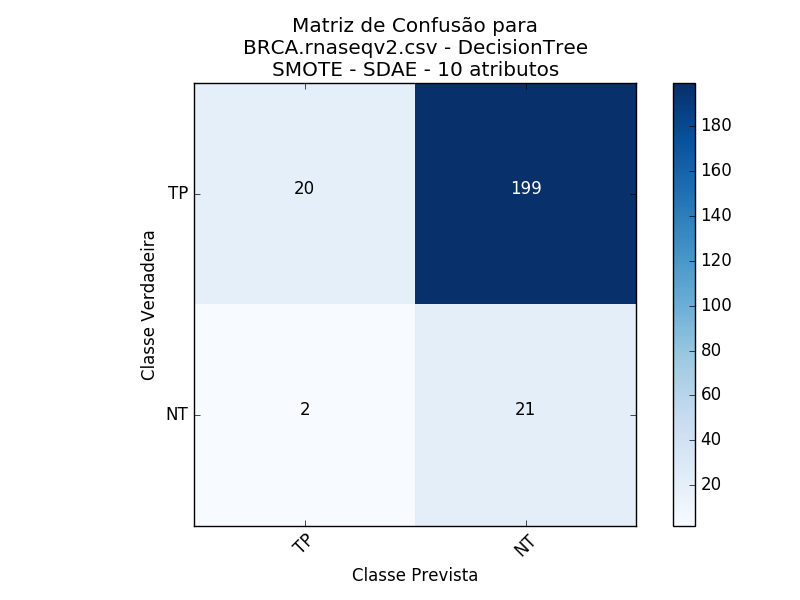 Matriz de Confusão para
BRCA.rnaseqv2.csv - DecisionTree
SMOTE - SDAE - 10 atributos
TP
20
199
NT
2
21
TP
NT
Classe Verdadeira
Classe Prevista
180
160
140
120
100
80
60
40
20